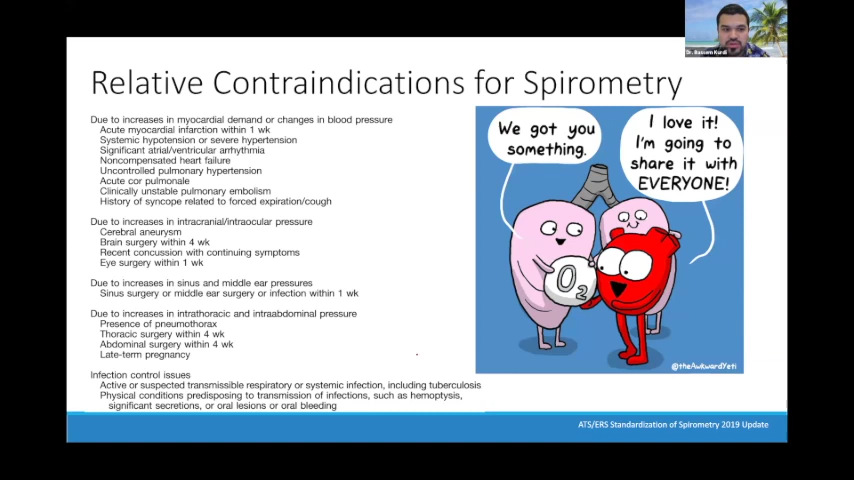 Dr. Bassam Kurdi
Relative Contraindications for Spirometry
Due to increases in myocardial demand or changes in blood pressure
Acute myocardial infarction within 1 wk
Systemic hypotension or severe hypertension
Significant atrial/ventricular arrhythmia
Noncompensated heart failure
Uncontrolled pulmonary hypertension
Acute cor pulmonale
Clinically unstable pulmonary embolism
History of syncope related to forced expiration/cough
Due to increases in intracranial/intraocular pressure
Cerebral aneurysm
Brain surgery within 4 wk
Recent concussion with continuing symptoms
Eye surgery within 1 wk
Due to increases in sinus and middle ear pressures
Sinus surgery or middle ear surgery or infection within 1 wk
Due to increases in intrathoracic and intraabdominal pressure
Presence of pneumothorax
Thoracic surgery within 4 wk
Abdominal surgery within 4 wk
Late-term pregnancy
Infection control issues
Active or suspected transmissible respiratory or systemic infection, including tuberculosis
Physical conditions predisposing to transmission of infections, such as hemoptysis,
significant secretions, or oral lesions or oral bleeding
We got you
something.
I love it!
I'm going to
share it with
EVERYONE!
O2
@theAwkwardYeti
ATS/ERS Standardization of Spirometry 2019 Update